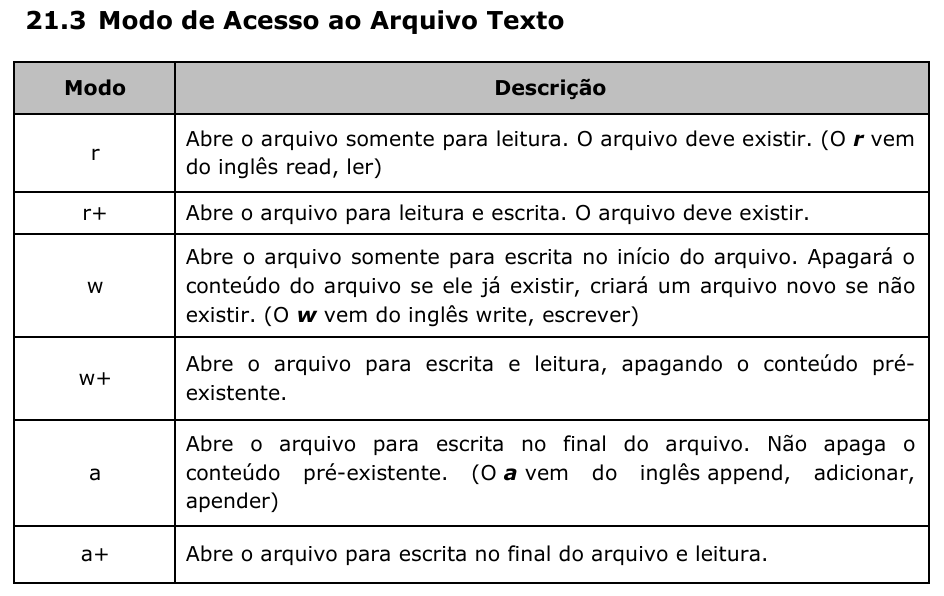 21.3 Modo de Acesso ao Arquivo Texto
Modo
Descrição
r
Abre o arquivo somente para leitura. O arquivo deve existir. (O r vem
do inglês read, ler)
r+
Abre o arquivo para leitura e escrita. O arquivo deve existir.
w
Abre o arquivo somente para escrita no início do arquivo. Apagará o
conteúdo do arquivo se ele já existir, criará um arquivo novo se não
existir. (O w vem do inglês write, escrever)
w+
Abre o arquivo para escrita e leitura, apagando o conteúdo pré-
existente.
a
Abre o arquivo para escrita no final do arquivo. Não apaga o
conteúdo pré-existente. (O a vem do inglês append, adicionar,
apender)
a+
Abre o arquivo para escrita no final do arquivo e leitura.